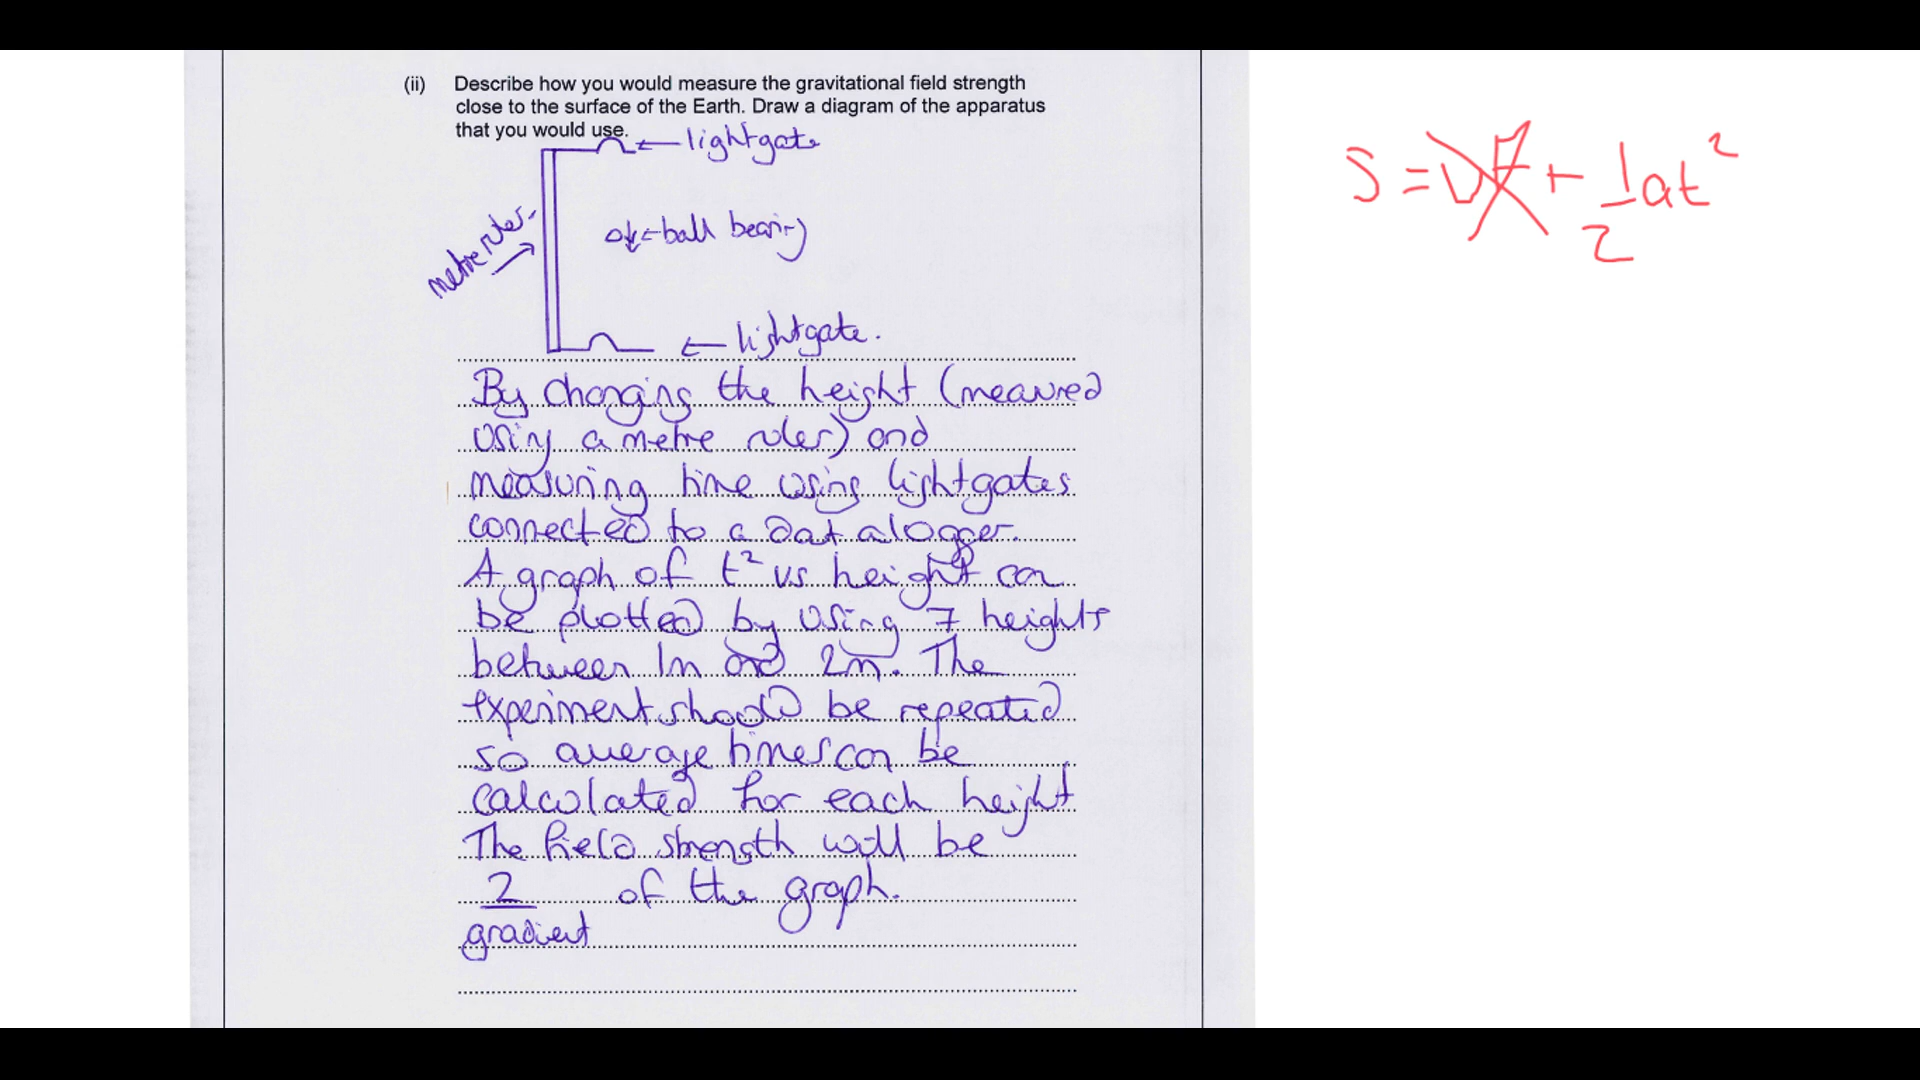 (ii) Describe how you would measure the gravitational field strength
close to the surface of the Earth. Draw a diagram of the apparatus
that you would use.
lightgate
S = ut + 1/2 at²
metre ruler
ball bearing
lightgate.
By changing the height (measured
using a metre ruler) and
measuring time using lightgates
connected to a datalogger.
A graph of t² vs height can
be plotted by using 7 heights
between 1m and 2m. The
experiment should be repeated
so average times can be
calculated for each height
The field strength will be
2 of the graph.
gradient